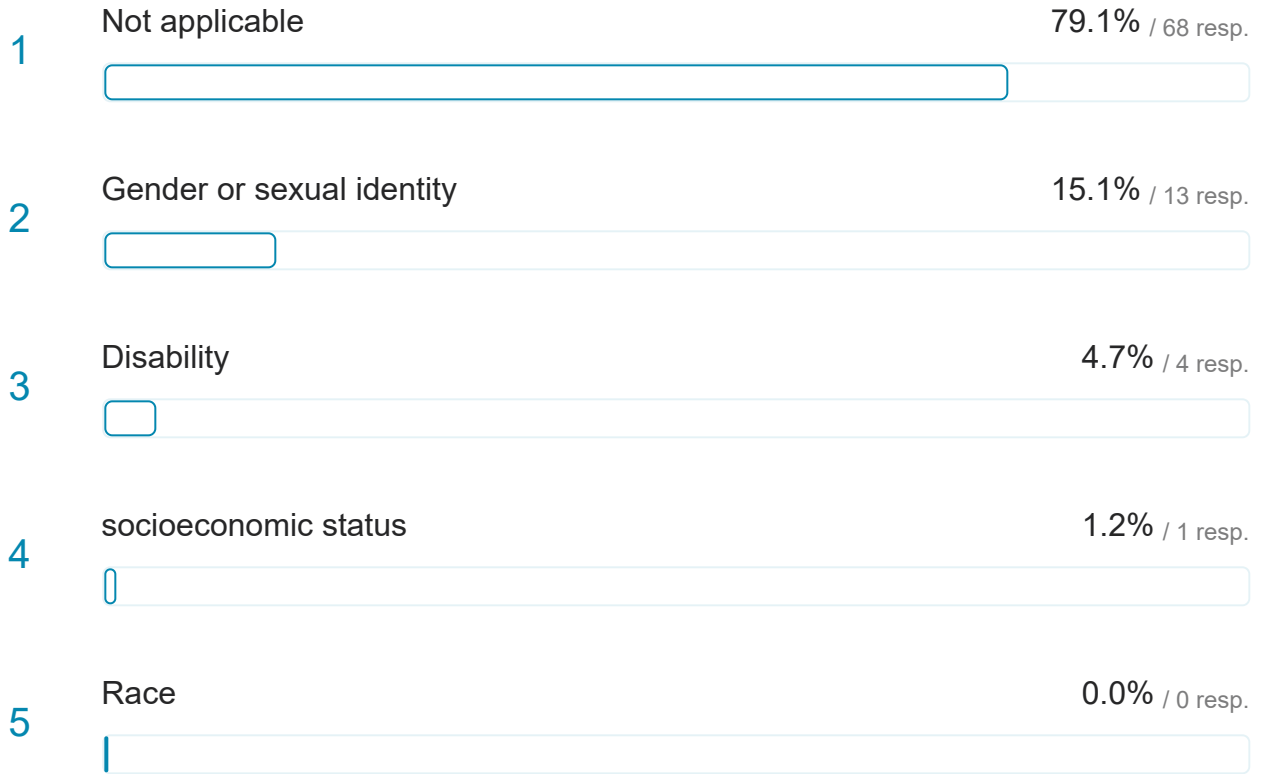 1
Not applicable
79.1% / 68 resp.
2
Gender or sexual identity
15.1% / 13 resp.
3
Disability
4.7% / 4 resp.
4
socioeconomic status
1.2% / 1 resp.
5
Race
0.0% / 0 resp.